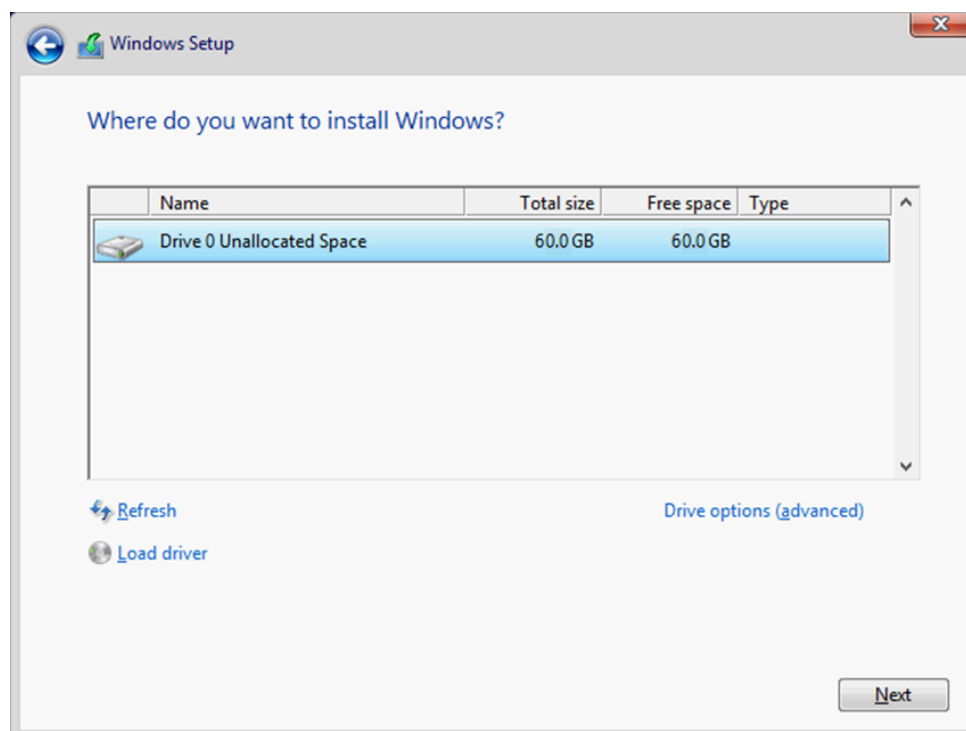 Windows Setup
Where do you want to install Windows?
Name Total size Free space Type
Drive 0 Unallocated Space 60.0 GB 60.0 GB
Refresh Drive options (advanced)
Load driver
Next